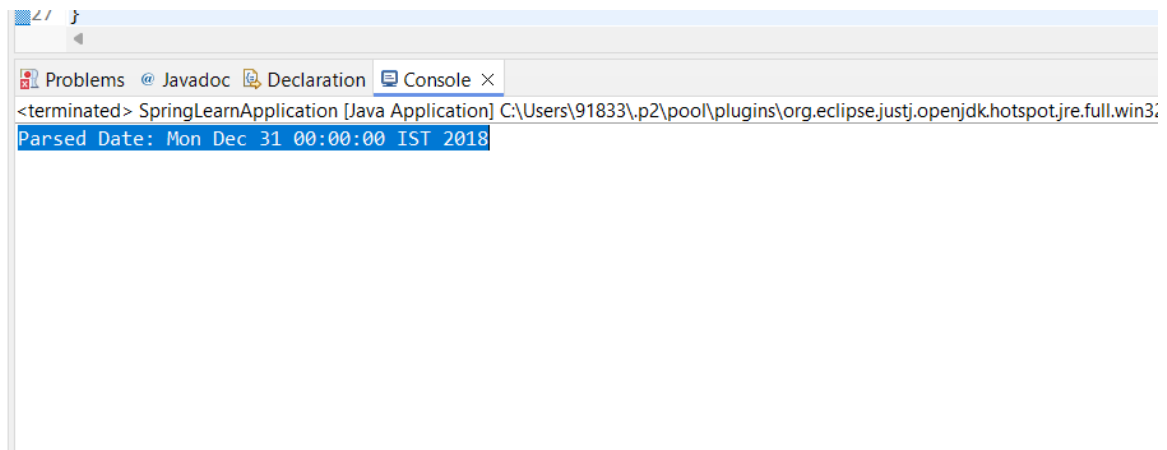 27 }
Problems @ Javadoc Declaration Console
<terminated> SpringLearnApplication [Java Application] C:\Users\91833\.p2\pool\plugins\org.eclipse.justj.openjdk.hotspot.jre.full.win32
Parsed Date: Mon Dec 31 00:00:00 IST 2018